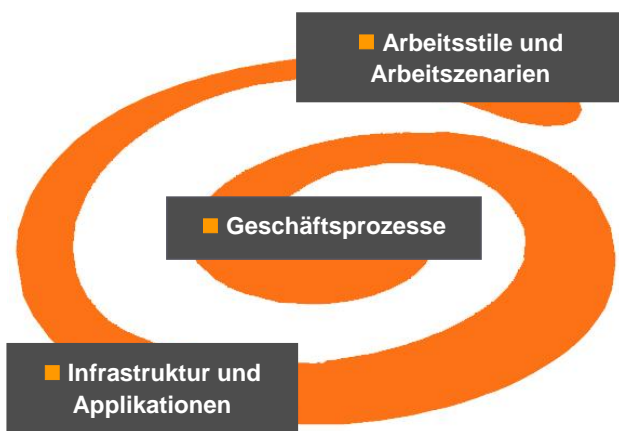 Arbeitsstile und
Arbeitszenarien
Geschäftsprozesse
Infrastruktur und
Applikationen